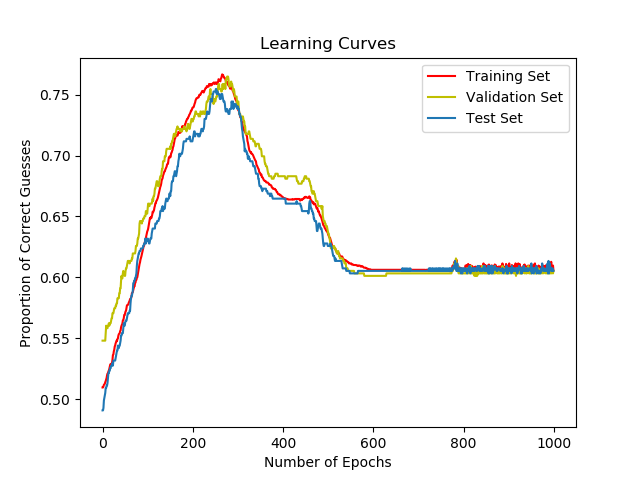 Learning Curves
Training Set
Validation Set
Test Set
Proportion of Correct Guesses
0.75
0.70
0.65
0.60
0.55
0.50
0 200 400 600 800 1000
Number of Epochs